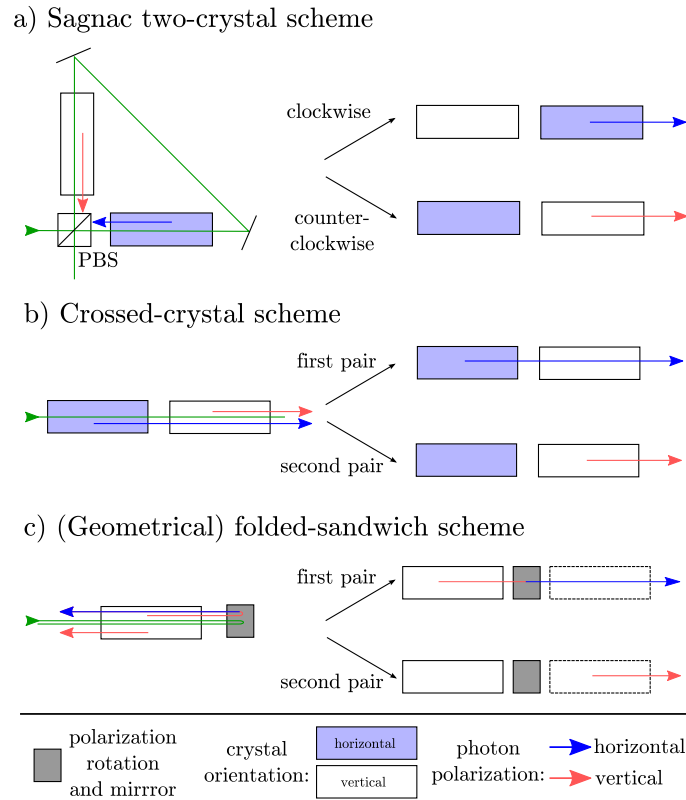 a) Sagnac two-crystal scheme
clockwise
counter-
clockwise
PBS
b) Crossed-crystal scheme
first pair
second pair
c) (Geometrical) folded-sandwich scheme
first pair
second pair
polarization
rotation
and mirrror
crystal
orientation:
horizontal
vertical
photon
polarization:
horizontal
vertical